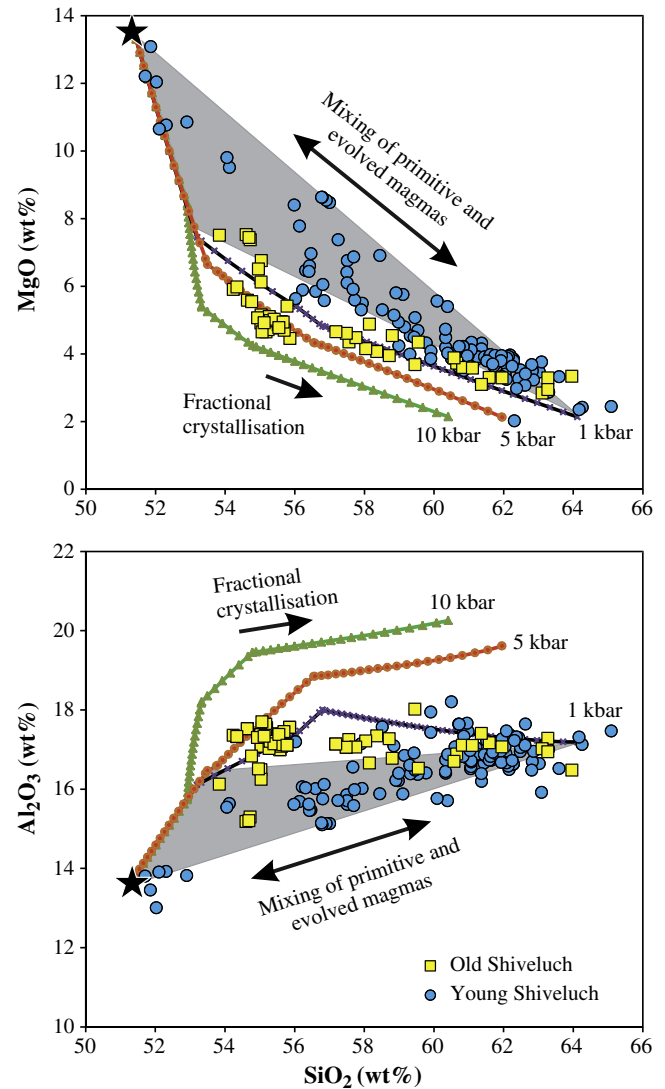 14
12
10
8
6
4
2
0
MgO (wt%)
Mixing of primitive and
evolved magmas
Fractional
crystallisation
10 kbar
5 kbar
1 kbar
50 52 54 56 58 60 62 64 66
22
20
18
16
14
12
10
Al₂O₃ (wt%)
Fractional
crystallisation
10 kbar
5 kbar
1 kbar
Mixing of primitive and
evolved magmas
Old Shiveluch
Young Shiveluch
50 52 54 56 58 60 62 64 66
SiO₂ (wt%)